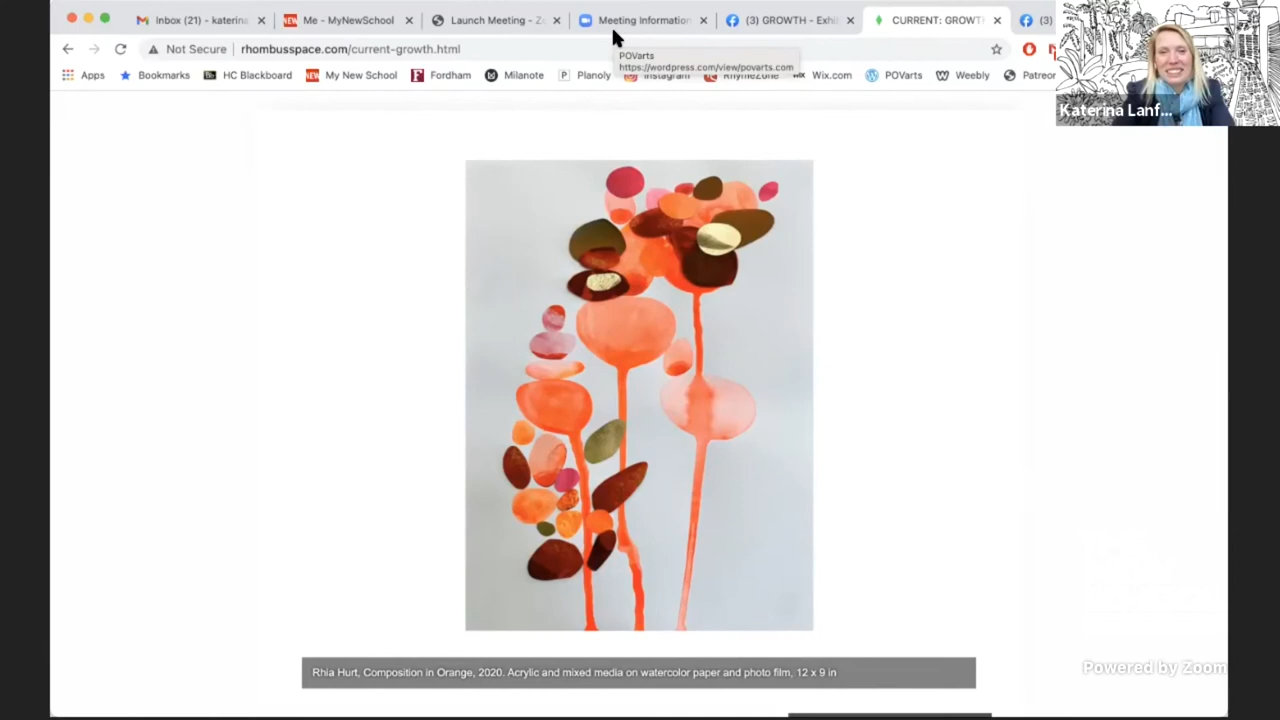 Inbox (21) - katerina
Me - MyNewSchool
Launch Meeting - Z
Meeting Information
(3) GROWTH - Exhi
CURRENT: GROWT
(3)
Not Secure
rhombusspace.com/current-growth.html
POVarts
https://wordpress.com/view/povarts.com
Apps
Bookmarks
HC Blackboard
My New School
Fordham
Milanote
Planoly
Instagram
RhymeZone
Wix.com
POVarts
Weebly
Patreon
Katerina Lanf...
Rhia Hurt, Composition in Orange, 2020. Acrylic and mixed media on watercolor paper and photo film, 12 x 9 in
Powered by Zoom